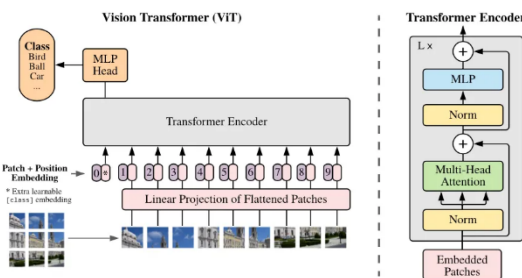 Vision Transformer (ViT)
Class
Bird
Ball
Car
...
MLP
Head
Transformer Encoder
Patch + Position
Embedding
0 * 1 2 3 4 5 6 7 8 9
* Extra learnable
[class] embedding
Linear Projection of Flattened Patches
Transformer Encoder
L x
+
MLP
Norm
+
Multi-Head
Attention
Norm
Embedded
Patches